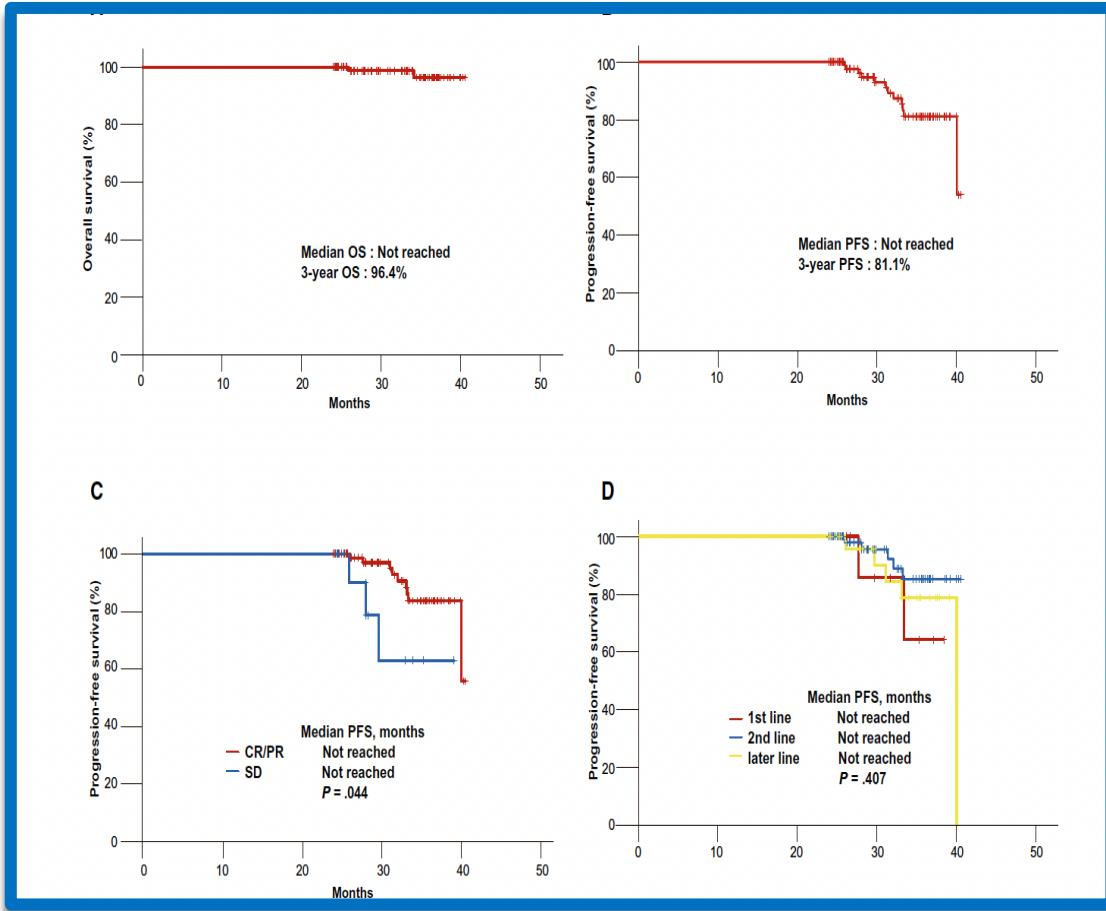 Overall survival (%)
100
80
60
40
20
0
Median OS : Not reached
3-year OS : 96.4%
0 10 20 30 40 50
Months
Progression-free survival (%)
100
80
60
40
20
0
Median PFS : Not reached
3-year PFS : 81.1%
0 10 20 30 40 50
Months
C
Progression-free survival (%)
100
80
60
40
20
0
Median PFS, months
CR/PR Not reached
SD Not reached
P = .044
0 10 20 30 40 50
Months
D
Progression-free survival (%)
100
80
60
40
20
0
Median PFS, months
1st line Not reached
2nd line Not reached
later line Not reached
P = .407
0 10 20 30 40 50